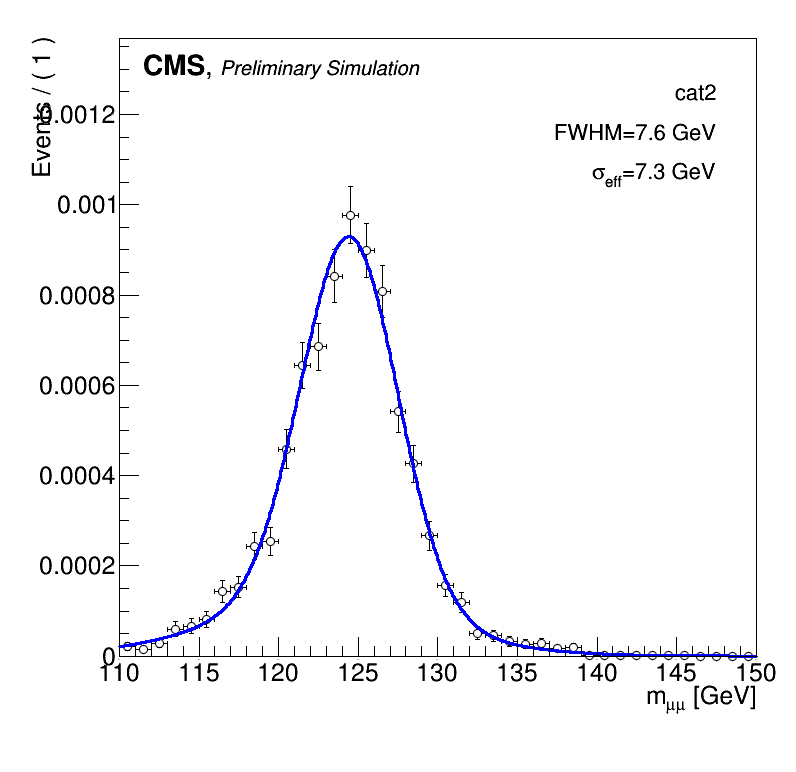 CMS, Preliminary Simulation
cat2
FWHM=7.6 GeV
σeff=7.3 GeV
Events / ( 1 )
0.0012
0.001
0.0008
0.0006
0.0004
0.0002
0
110 115 120 125 130 135 140 145 150
mμμ [GeV]